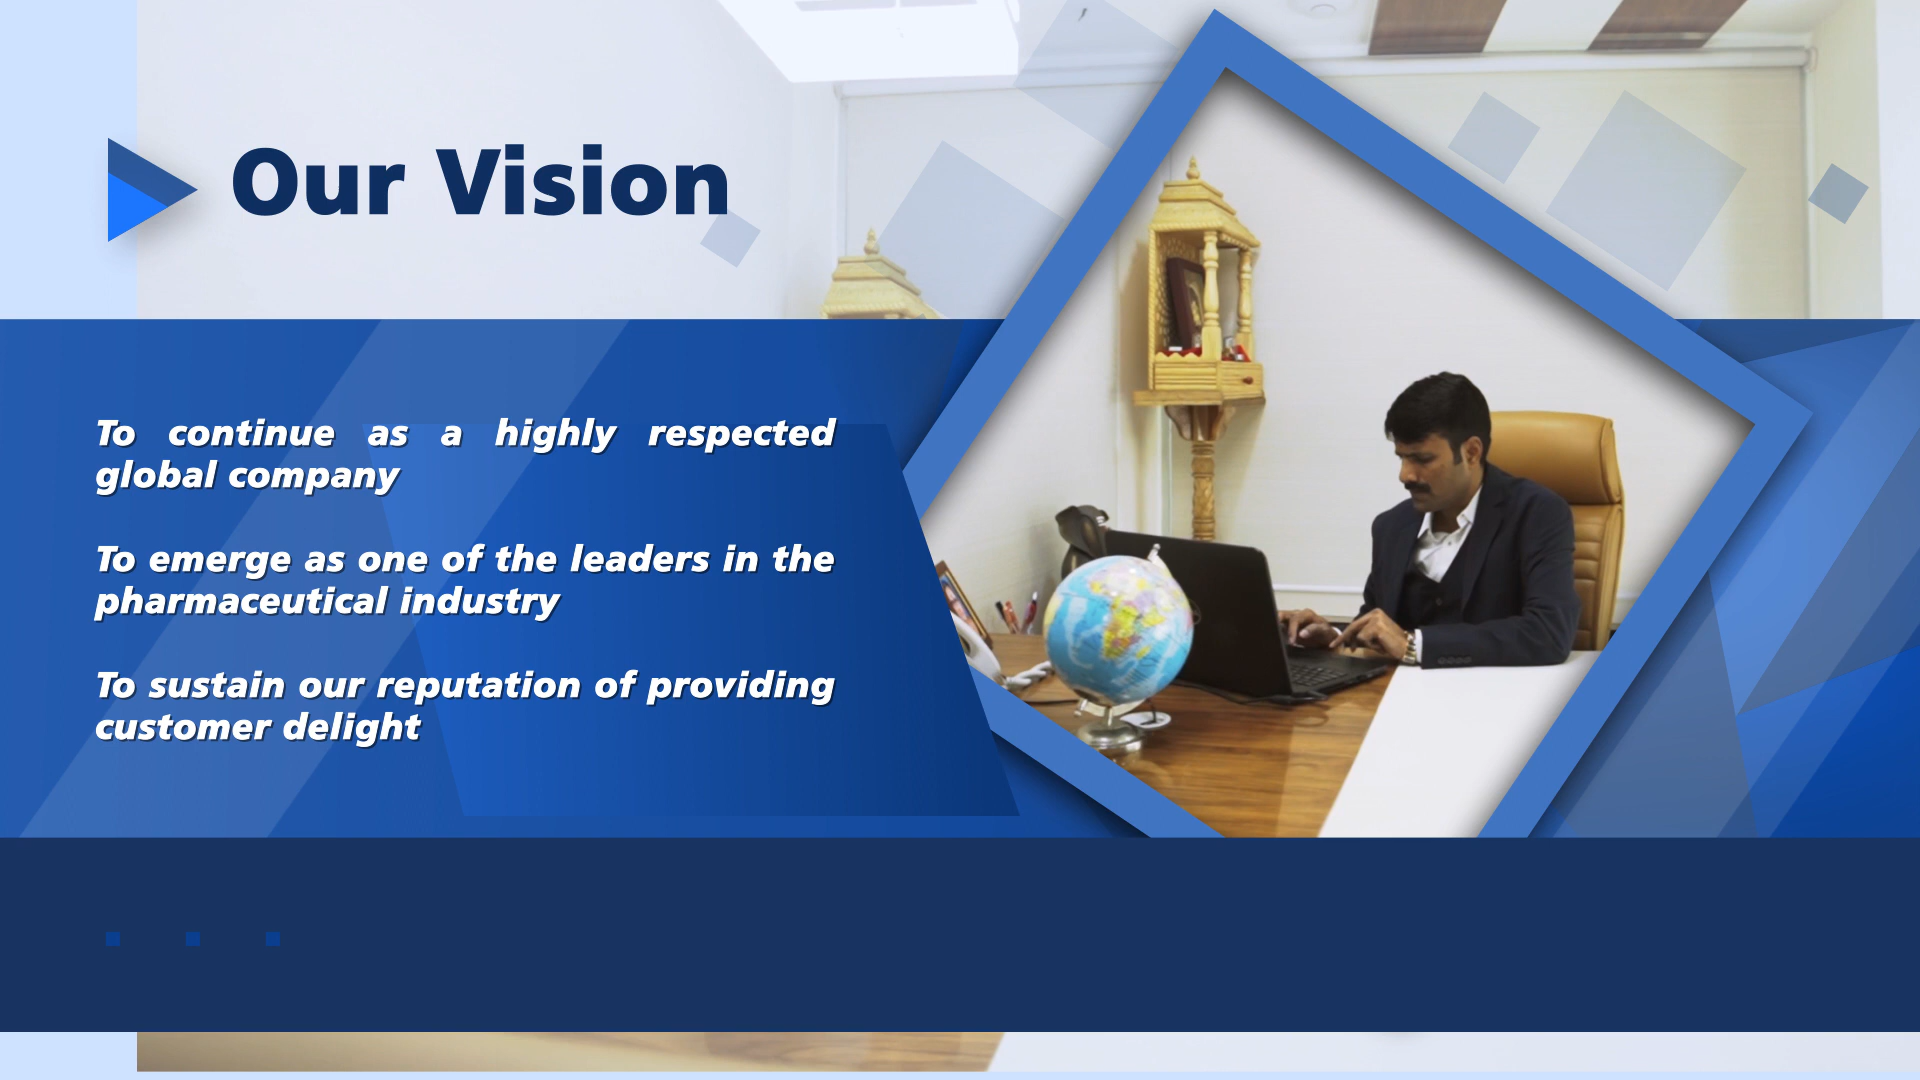 Our Vision
To continue as a highly respected
global company
To emerge as one of the leaders in the
pharmaceutical industry
To sustain our reputation of providing
customer delight